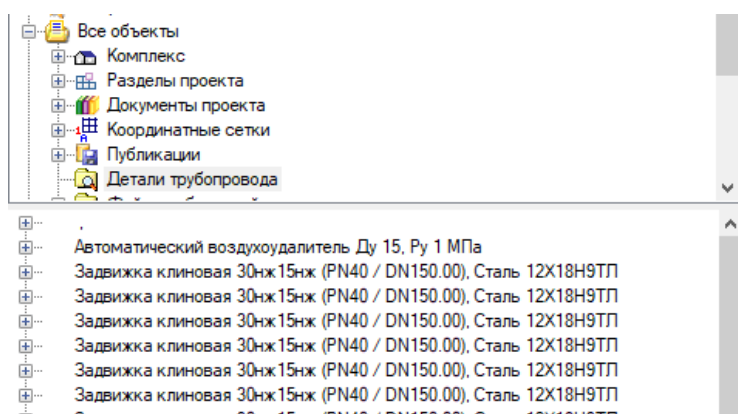 Все объекты
Комплекс
Разделы проекта
Документы проекта
Координатные сетки
Публикации
Детали трубопровода
,
Автоматический воздухоудалитель Ду 15, Ру 1 МПа
Задвижка клиновая 30нж15нж (PN40 / DN150.00), Сталь 12Х18Н9ТЛ
Задвижка клиновая 30нж15нж (PN40 / DN150.00), Сталь 12Х18Н9ТЛ
Задвижка клиновая 30нж15нж (PN40 / DN150.00), Сталь 12Х18Н9ТЛ
Задвижка клиновая 30нж15нж (PN40 / DN150.00), Сталь 12Х18Н9ТЛ
Задвижка клиновая 30нж15нж (PN40 / DN150.00), Сталь 12Х18Н9ТЛ
Задвижка клиновая 30нж15нж (PN40 / DN150.00), Сталь 12Х18Н9ТЛ